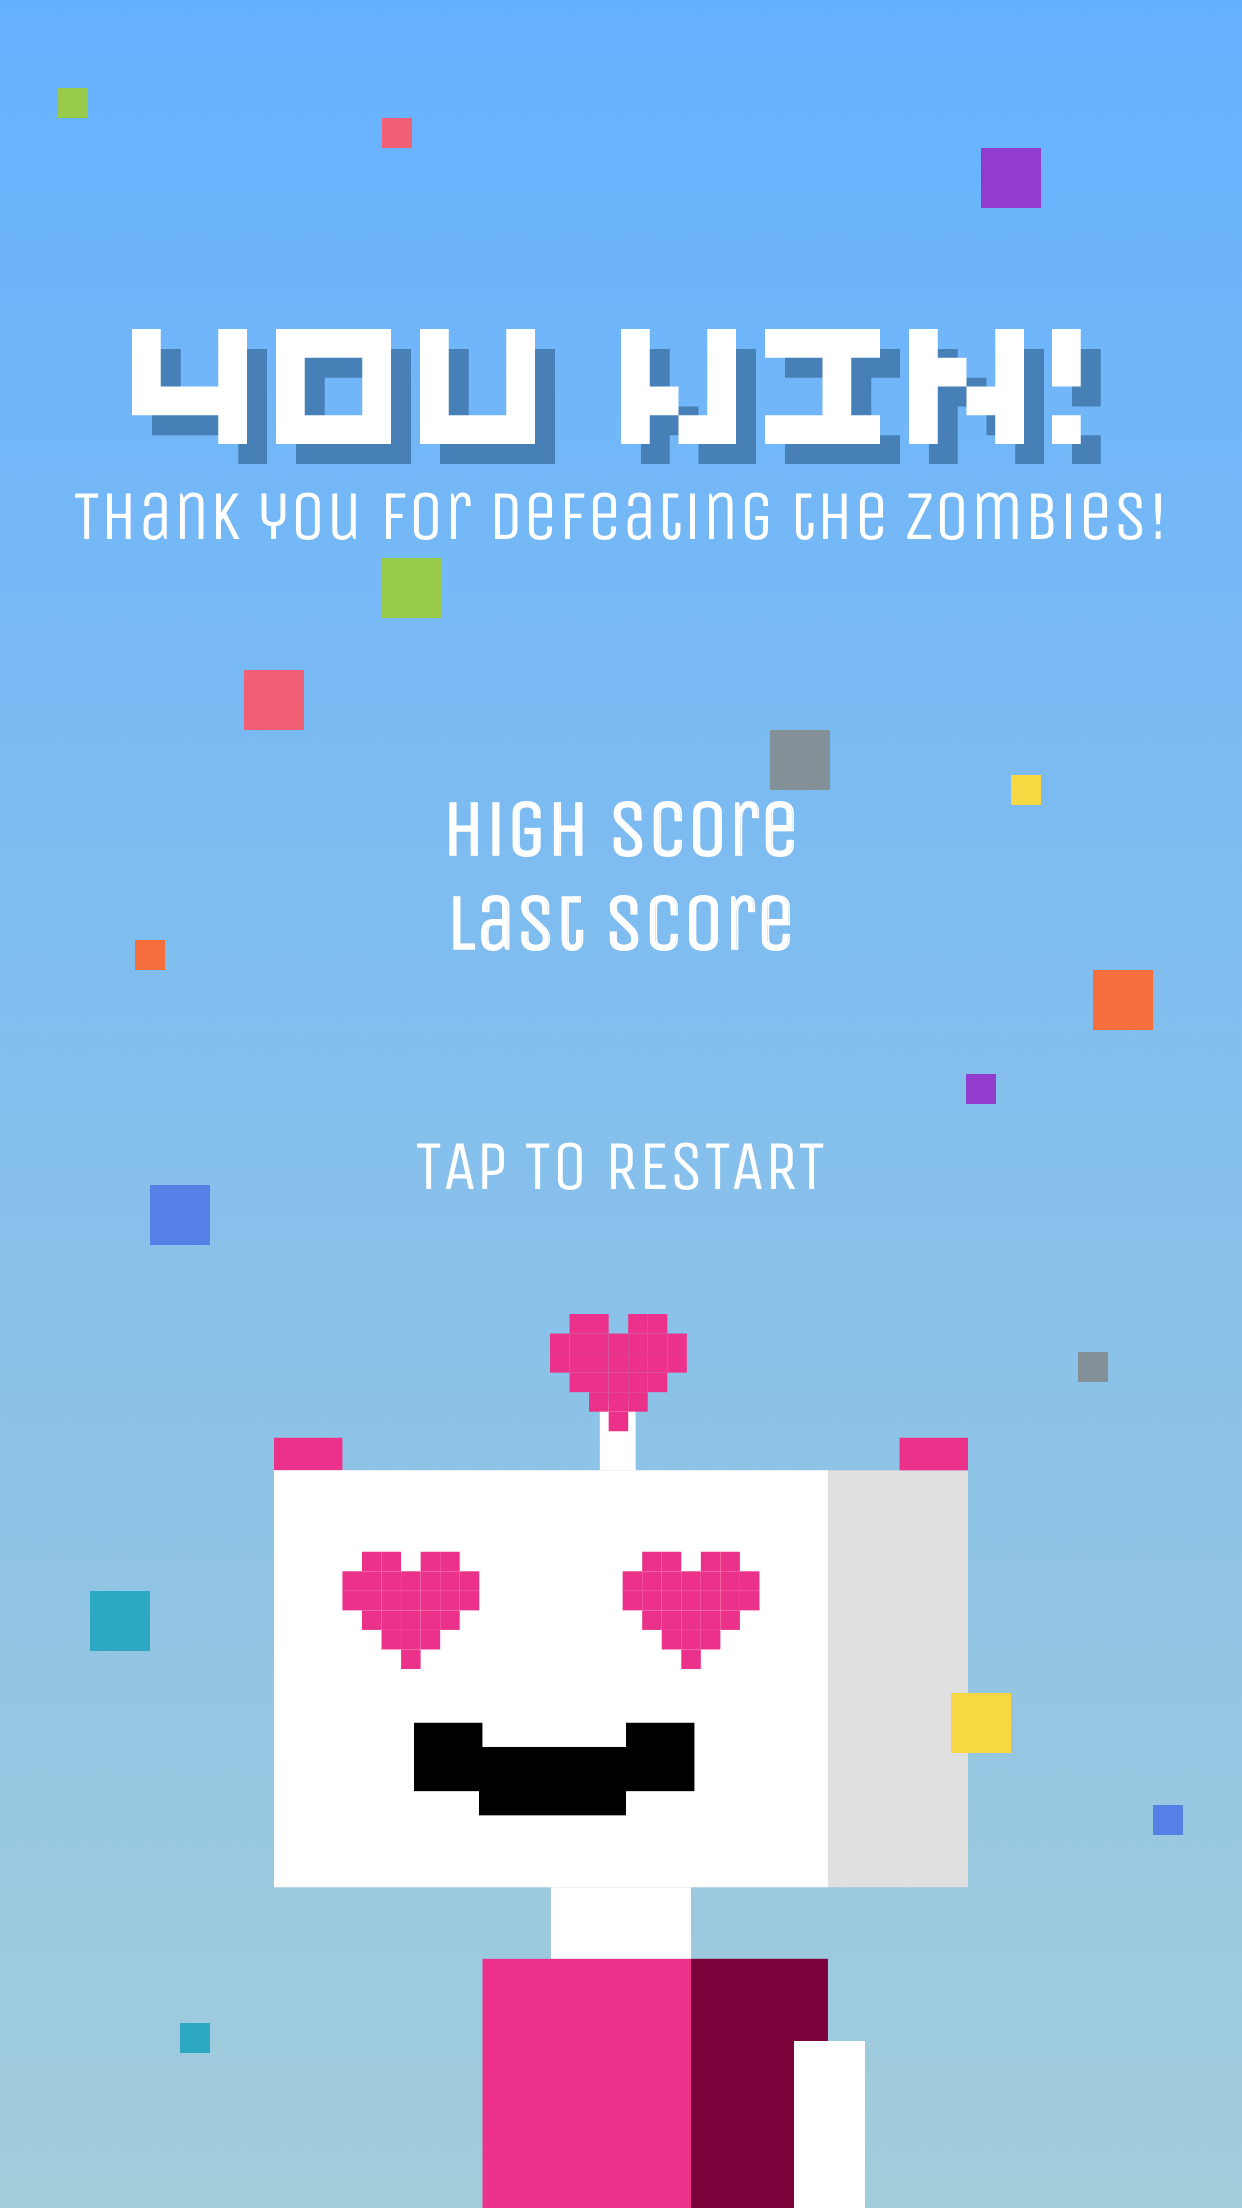 YOU WIN!
Thank you for defeating the zombies!
High Score
Last Score
TAP TO RESTART